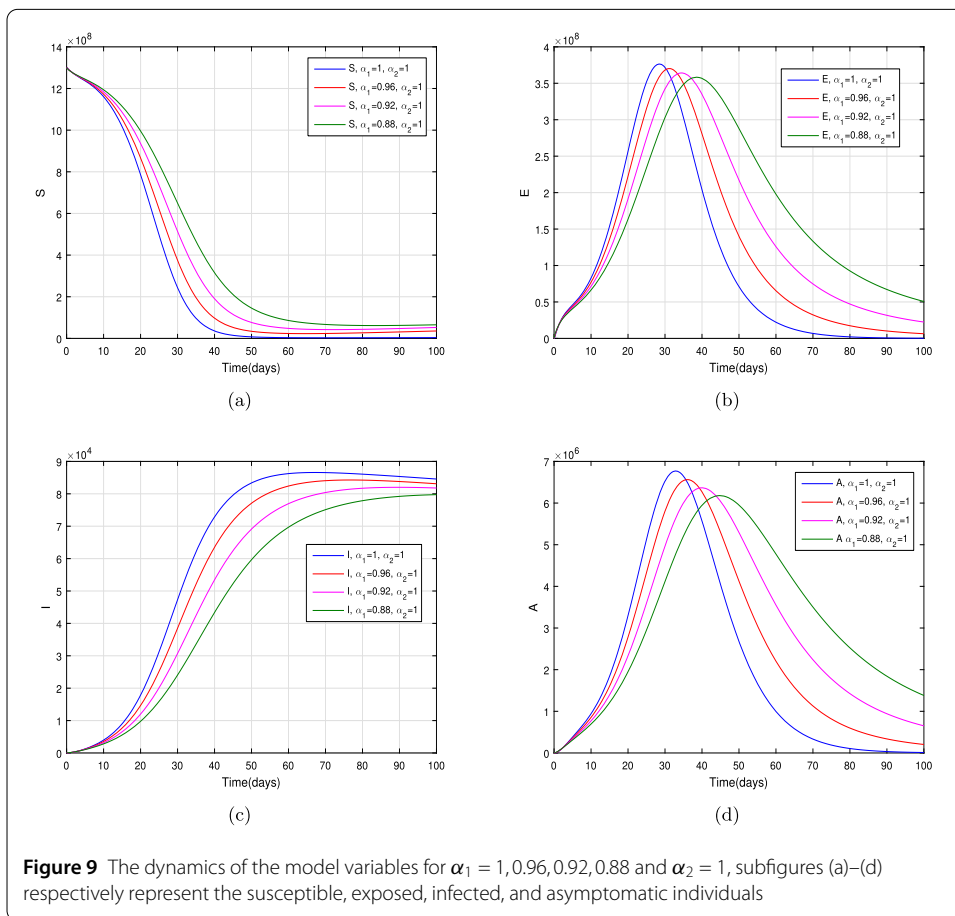 ×10⁸
14
12
10
8
6
4
2
0
S
S, α₁=1, α₂=1
S, α₁=0.96, α₂=1
S, α₁=0.92, α₂=1
S, α₁=0.88, α₂=1
0 10 20 30 40 50 60 70 80 90 100
Time(days)
(a)
×10⁸
4
3.5
3
2.5
2
1.5
1
0.5
0
E
E, α₁=1, α₂=1
E, α₁=0.96, α₂=1
E, α₁=0.92, α₂=1
E, α₁=0.88, α₂=1
0 10 20 30 40 50 60 70 80 90 100
Time(days)
(b)
×10⁴
9
8
7
6
5
4
3
2
1
0
I
I, α₁=1, α₂=1
I, α₁=0.96, α₂=1
I, α₁=0.92, α₂=1
I, α₁=0.88, α₂=1
0 10 20 30 40 50 60 70 80 90 100
Time(days)
(c)
×10⁶
7
6
5
4
3
2
1
0
A
A, α₁=1, α₂=1
A, α₁=0.96, α₂=1
A, α₁=0.92, α₂=1
A α₁=0.88, α₂=1
0 10 20 30 40 50 60 70 80 90 100
Time(days)
(d)
Figure 9 The dynamics of the model variables for α₁ = 1, 0.96, 0.92, 0.88 and α₂ = 1, subfigures (a)–(d)
respectively represent the susceptible, exposed, infected, and asymptomatic individuals